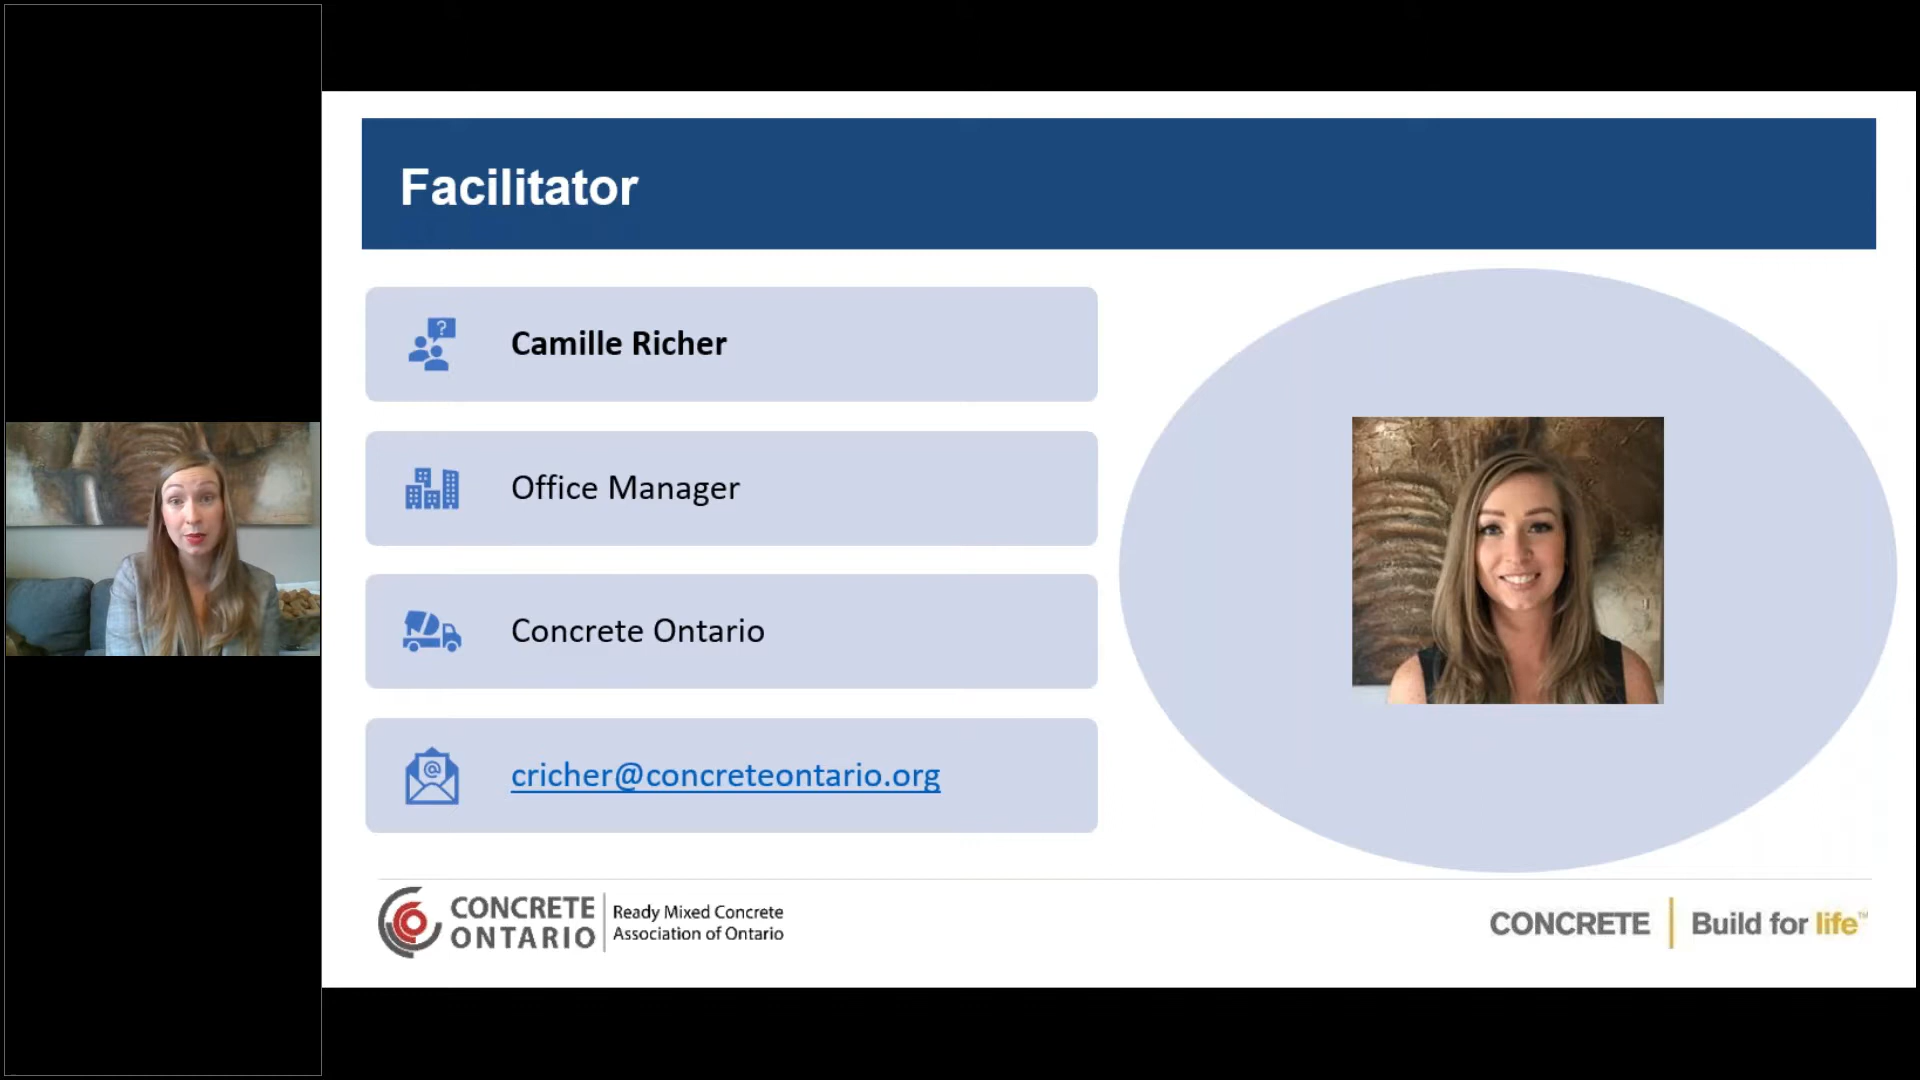 Facilitator
?
Camille Richer
Office Manager
Concrete Ontario
@
cricher@concreteontario.org
CONCRETE
ONTARIO
Ready Mixed Concrete
Association of Ontario
CONCRETE
Build for life™